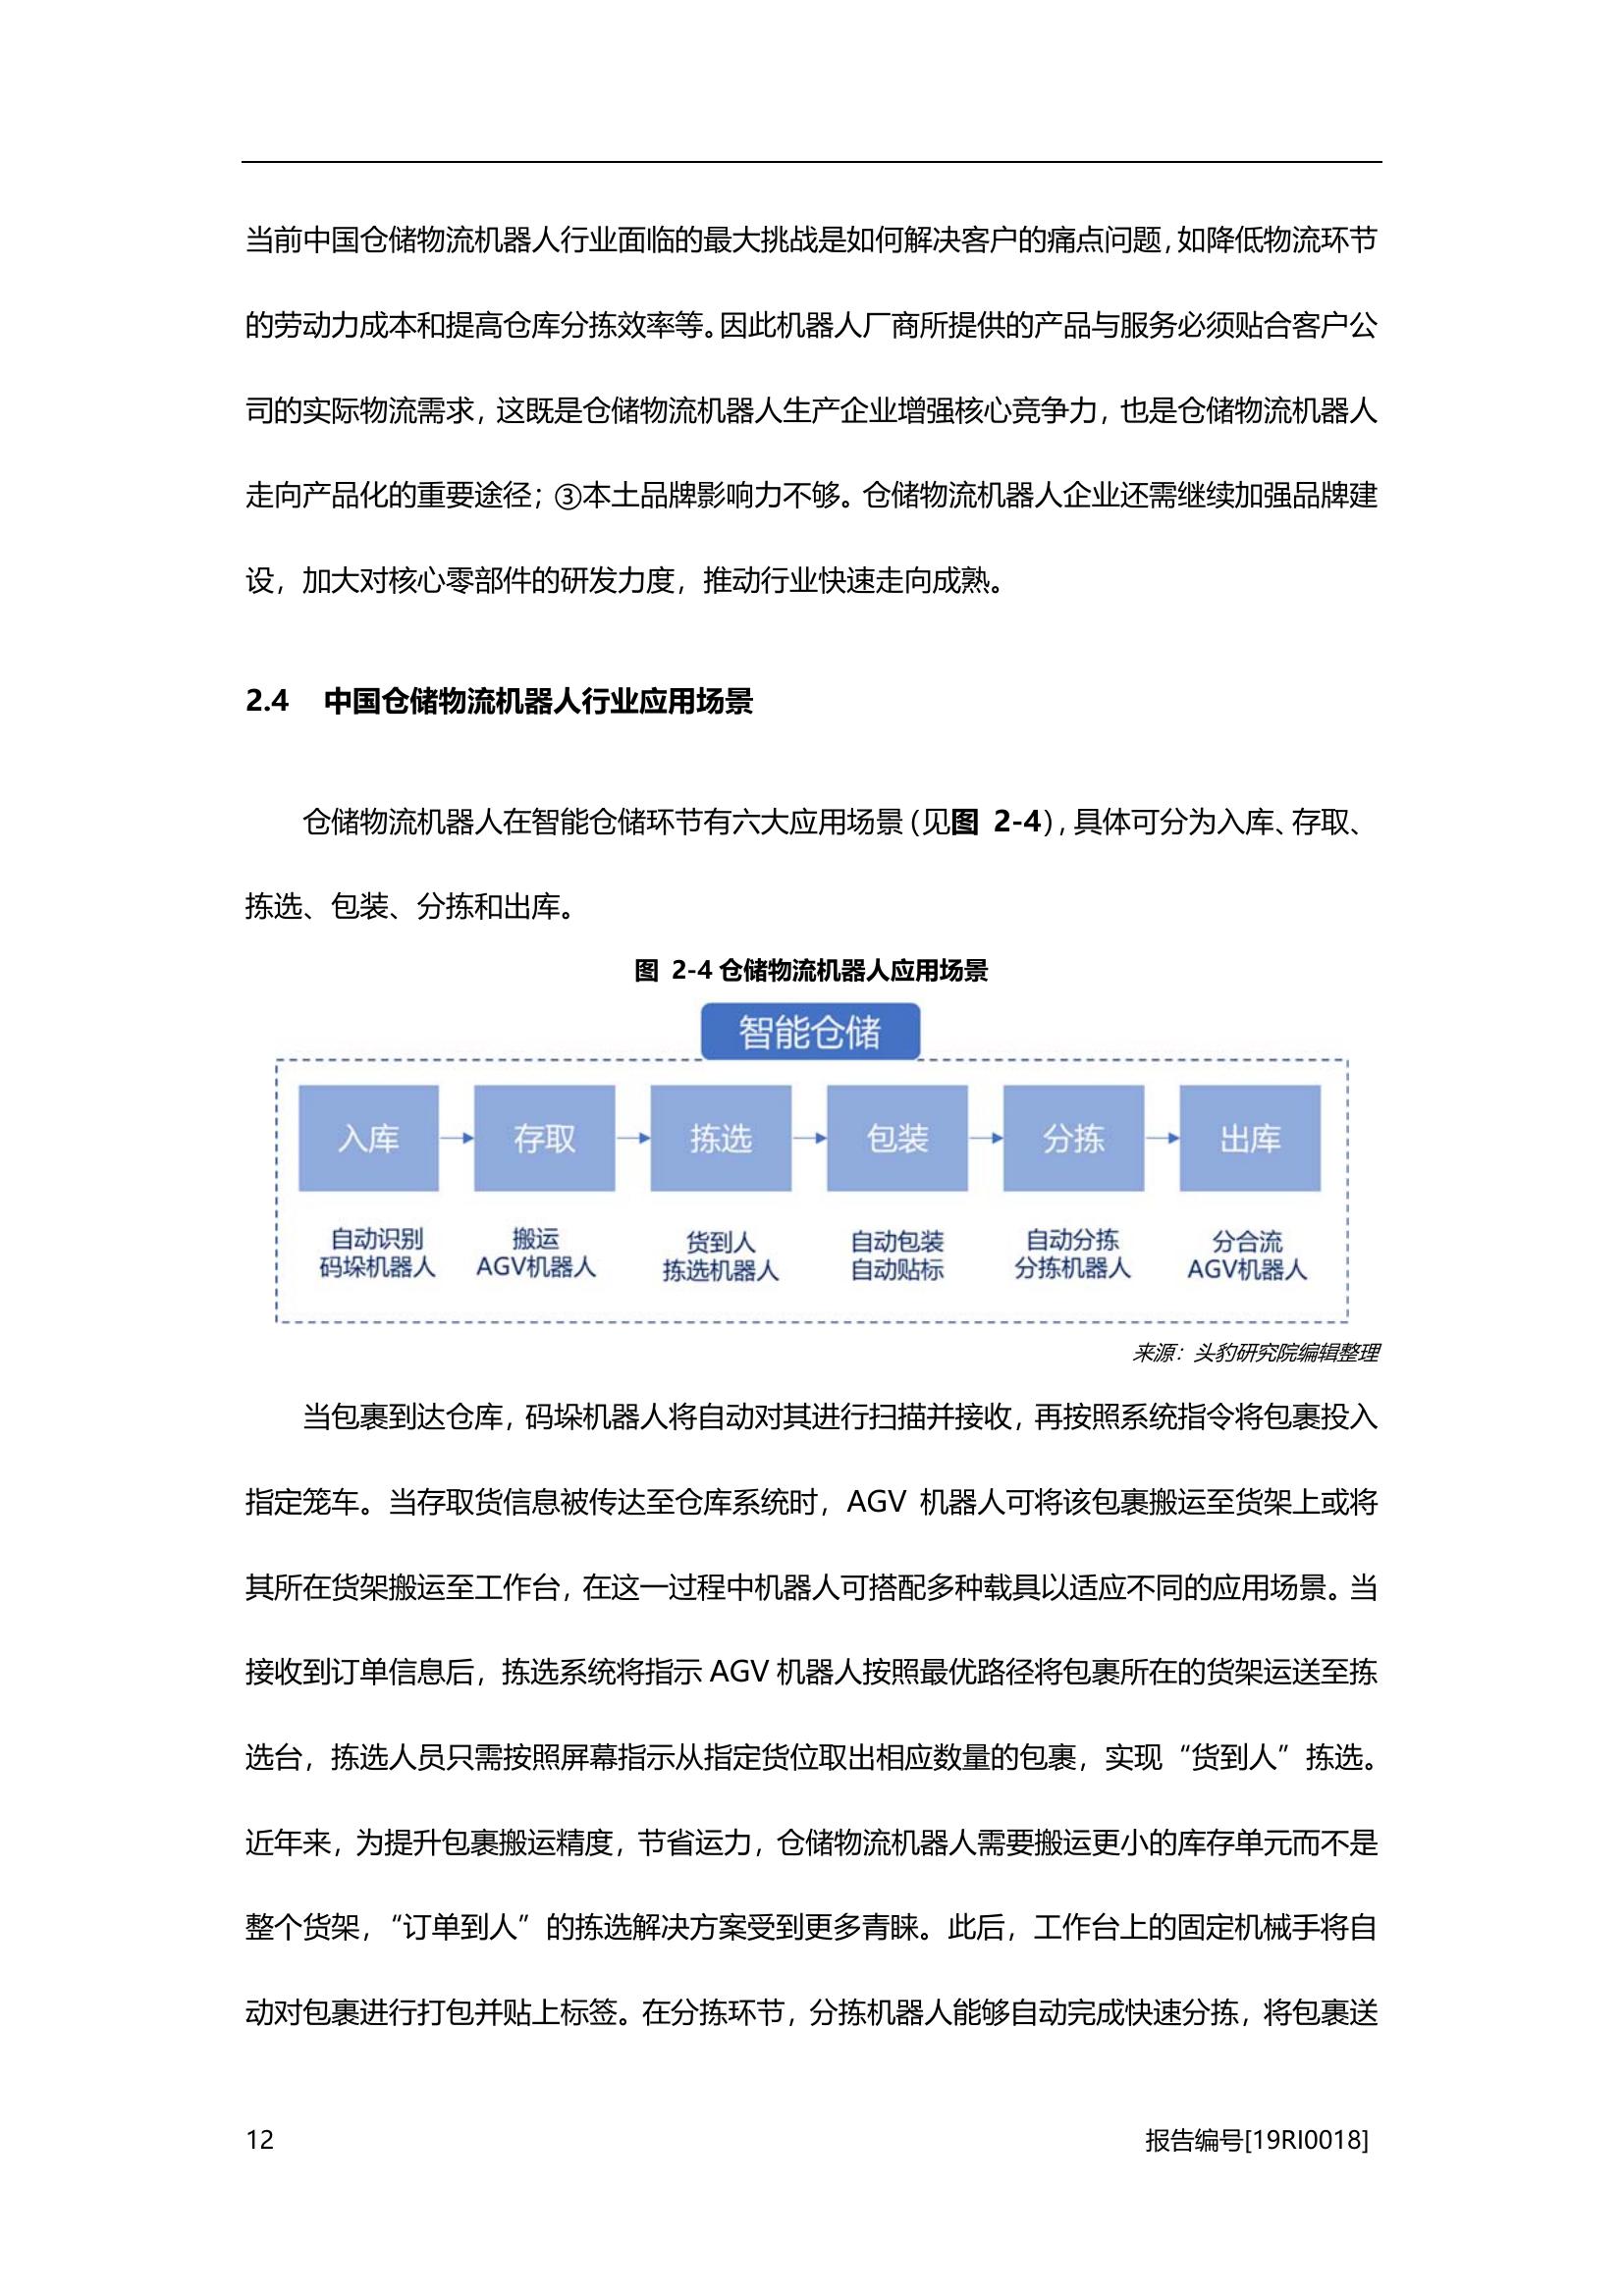 当前中国仓储物流机器人行业面临的最大挑战是如何解决客户的痛点问题，如降低物流环节
的劳动力成本和提高仓库分拣效率等。因此机器人厂商所提供的产品与服务必须贴合客户公
司的实际物流需求，这既是仓储物流机器人生产企业增强核心竞争力，也是仓储物流机器人
走向产品化的重要途径；③本土品牌影响力不够。仓储物流机器人企业还需继续加强品牌建
设，加大对核心零部件的研发力度，推动行业快速走向成熟。
2.4 中国仓储物流机器人行业应用场景
仓储物流机器人在智能仓储环节有六大应用场景（见图 2-4），具体可分为入库、存取、
拣选、包装、分拣和出库。
图 2-4 仓储物流机器人应用场景
智能仓储
入库 存取 拣选 包装 分拣 出库
自动识别 搬运 货到人 自动包装 自动分拣 分合流
码垛机器人 AGV机器人 拣选机器人 自动贴标 分拣机器人 AGV机器人
来源：头豹研究院编辑整理
当包裹到达仓库，码垛机器人将自动对其进行扫描并接收，再按照系统指令将包裹投入
指定笼车。当存取货信息被传达至仓库系统时，AGV 机器人可将该包裹搬运至货架上或将
其所在货架搬运至工作台，在这一过程中机器人可搭配多种载具以适应不同的应用场景。当
接收到订单信息后，拣选系统将指示 AGV 机器人按照最优路径将包裹所在的货架运送至拣
选台，拣选人员只需按照屏幕指示从指定货位取出相应数量的包裹，实现“货到人”拣选。
近年来，为提升包裹搬运精度，节省运力，仓储物流机器人需要搬运更小的库存单元而不是
整个货架，“订单到人”的拣选解决方案受到更多青睐。此后，工作台上的固定机械手将自
动对包裹进行打包并贴上标签。在分拣环节，分拣机器人能够自动完成快速分拣，将包裹送
12 报告编号[19RI0018]